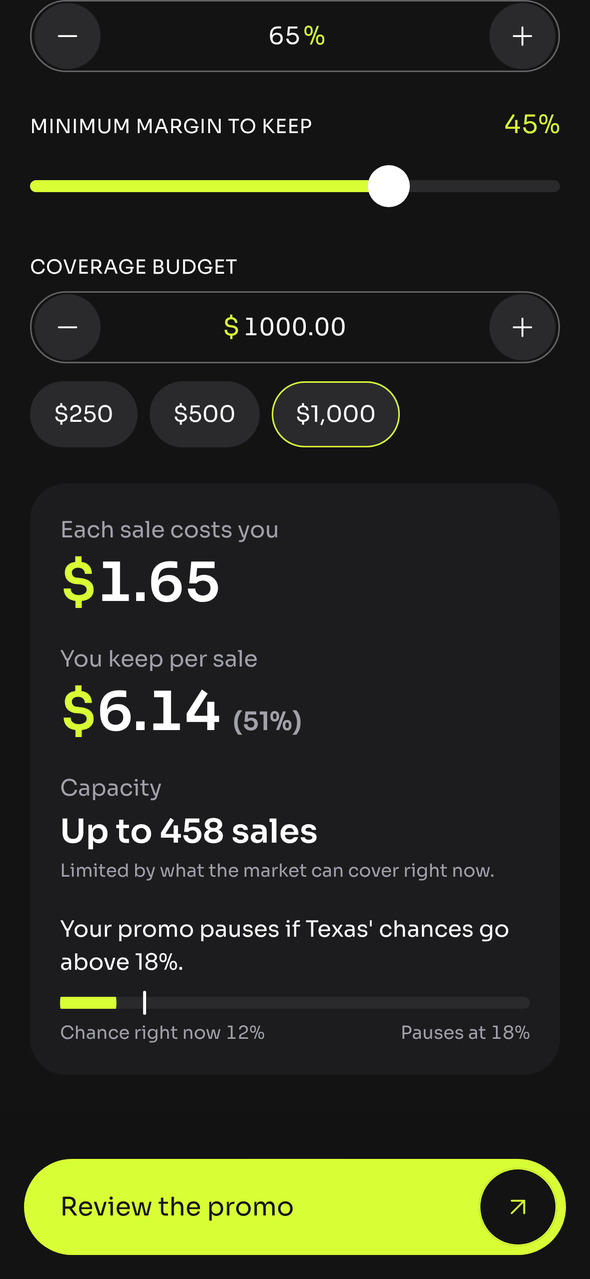 65%
MINIMUM MARGIN TO KEEP 45%
COVERAGE BUDGET
$1000.00
$250 $500 $1,000
Each sale costs you
$1.65
You keep per sale
$6.14 (51%)
Capacity
Up to 458 sales
Limited by what the market can cover right now.
Your promo pauses if Texas' chances go
above 18%.
Chance right now 12% Pauses at 18%
Review the promo